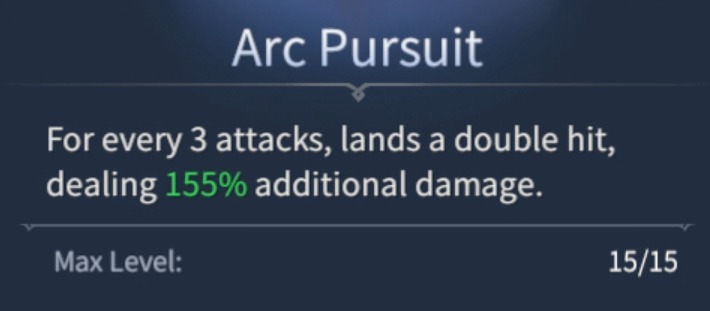 Arc Pursuit
For every 3 attacks, lands a double hit,
dealing 155% additional damage.
Max Level: 15/15